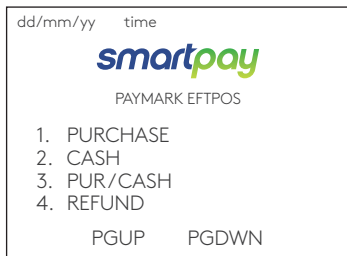 dd/mm/yy time
smartpay
PAYMARK EFTPOS
1. PURCHASE
2. CASH
3. PUR/CASH
4. REFUND
PGUP PGDWN